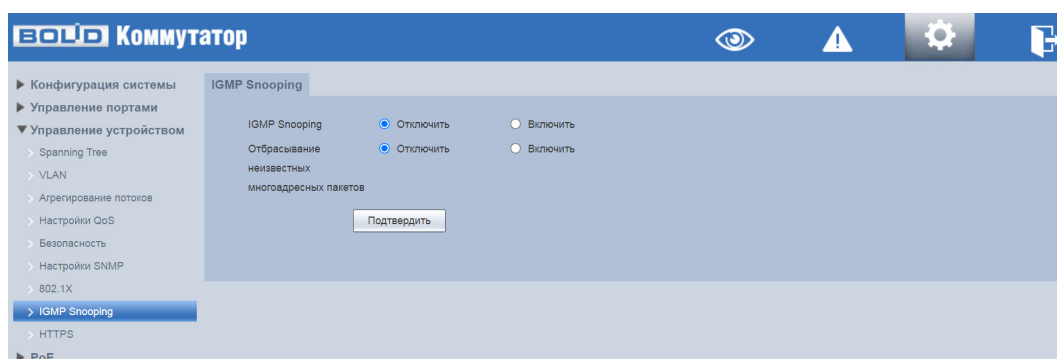 BOLID Коммутатор
Конфигурация системы
Управление портами
Управление устройством
Spanning Tree
VLAN
Агрегирование потоков
Настройки QoS
Безопасность
Настройки SNMP
802.1X
IGMP Snooping
HTTPS
PoE
IGMP Snooping
IGMP Snooping Отключить Включить
Отбрасывание Отключить Включить
неизвестных
многоадресных пакетов
Подтвердить